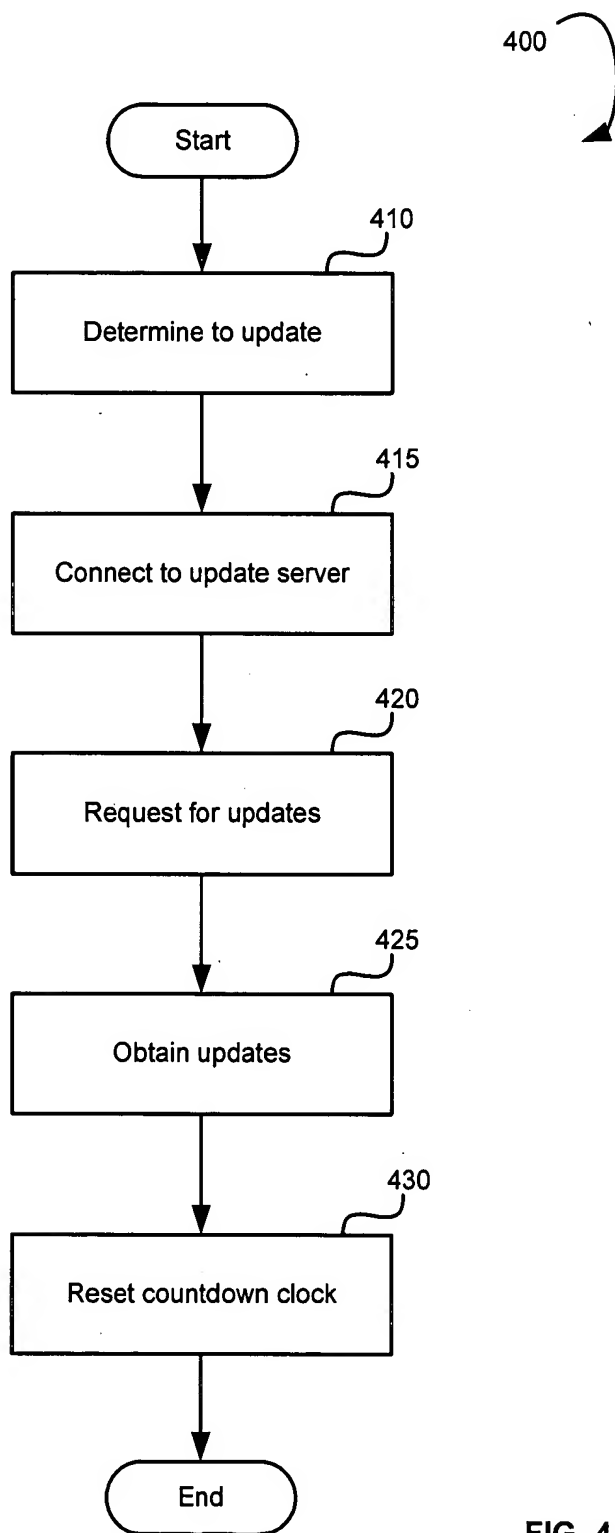 400
Start
410
Determine to update
415
Connect to update server
420
Request for updates
425
Obtain updates
430
Reset countdown clock
End
FIG. 4